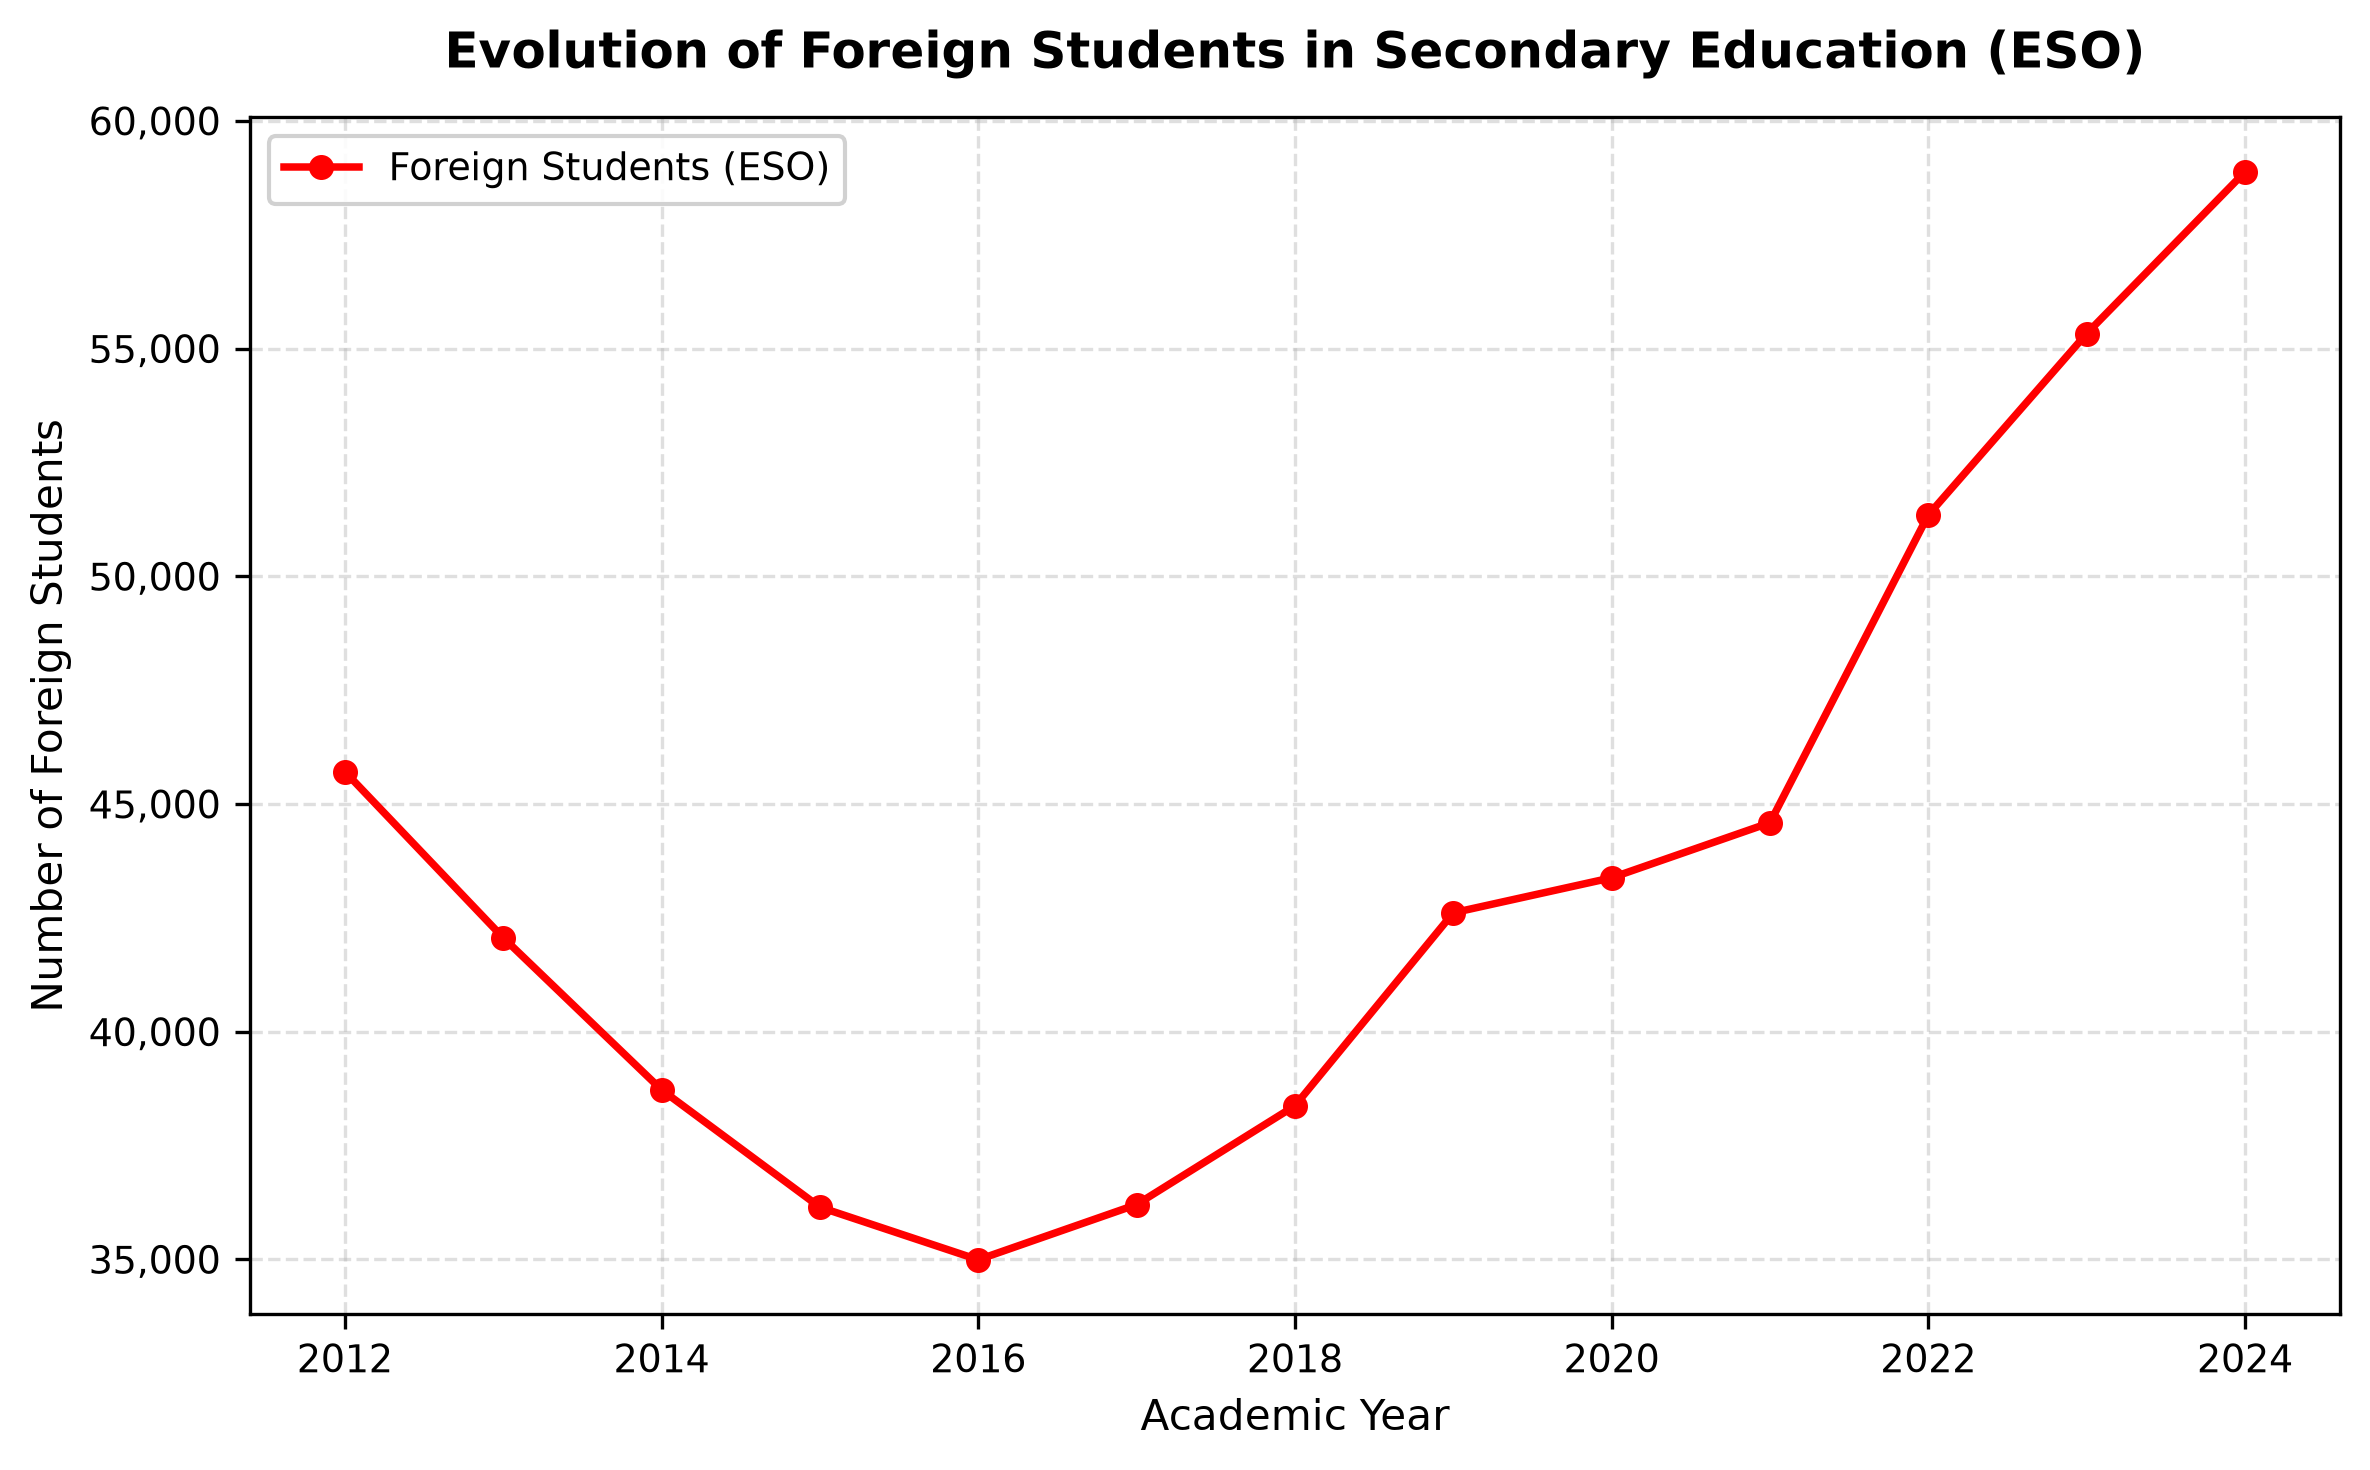 Evolution of Foreign Students in Secondary Education (ESO)
Foreign Students (ESO)
Number of Foreign Students
60,000
55,000
50,000
45,000
40,000
35,000
2012 2014 2016 2018 2020 2022 2024
Academic Year